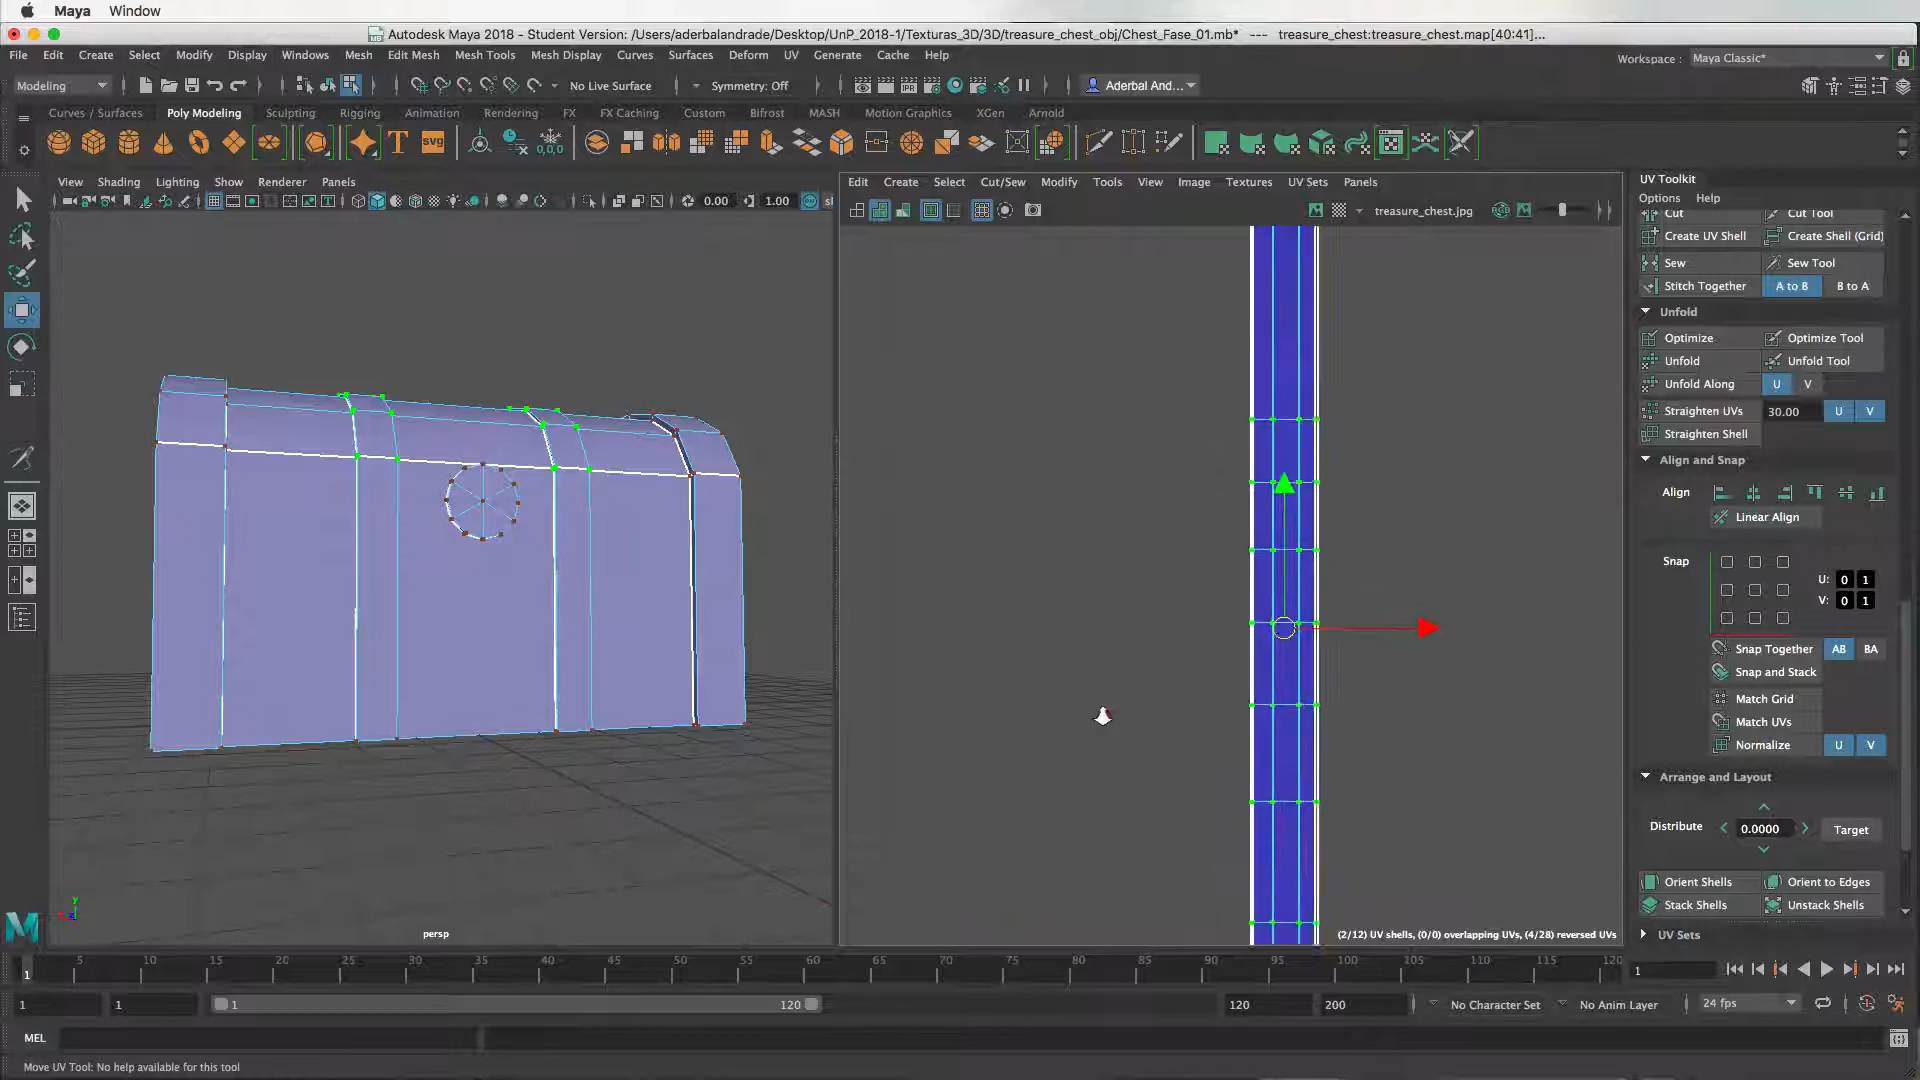 Maya Window
Autodesk Maya 2018 - Student Version: /Users/aderbalandrade/Desktop/UnP_2018-1/Texturas_3D/3D/treasure_chest_obj/Chest_Fase_01.mb* --- treasure_chest:treasure_chest.map[40:41]...
File Edit Create Select Modify Display Windows Mesh Edit Mesh Mesh Tools Mesh Display Curves Surfaces Deform UV Generate Cache Help
Workspace : Maya Classic*
Modeling No Live Surface Symmetry: Off Aderbal And...
Curves / Surfaces Poly Modeling Sculpting Rigging Animation Rendering FX FX Caching Custom Bifrost MASH Motion Graphics XGen Arnold
T SVG 0,0,0
View Shading Lighting Show Renderer Panels
0.00 1.00
Edit Create Select Cut/Sew Modify Tools View Image Textures UV Sets Panels
treasure_chest.jpg
UV Toolkit
Options Help
Cut Cut Tool
Create UV Shell Create Shell (Grid)
Sew Sew Tool
Stitch Together A to B B to A
Unfold
Optimize Optimize Tool
Unfold Unfold Tool
Unfold Along U V
Straighten UVs 30.00 U V
Straighten Shell
Align and Snap
Align
Linear Align
Snap
U: 0 1
V: 0 1
Snap Together AB BA
Snap and Stack
Match Grid
Match UVs
Normalize U V
Arrange and Layout
Distribute 0.0000 Target
Orient Shells Orient to Edges
Stack Shells Unstack Shells
UV Sets
y
persp
(2/12) UV shells, (0/0) overlapping UVs, (4/28) reversed UVs
5 10 15 20 25 30 35 40 45 50 55 60 65 70 75 80 85 90 95 100 105 110 115 120
1 1
1 1 1 120 120 200 No Character Set No Anim Layer 24 fps
MEL
Move UV Tool: No help available for this tool